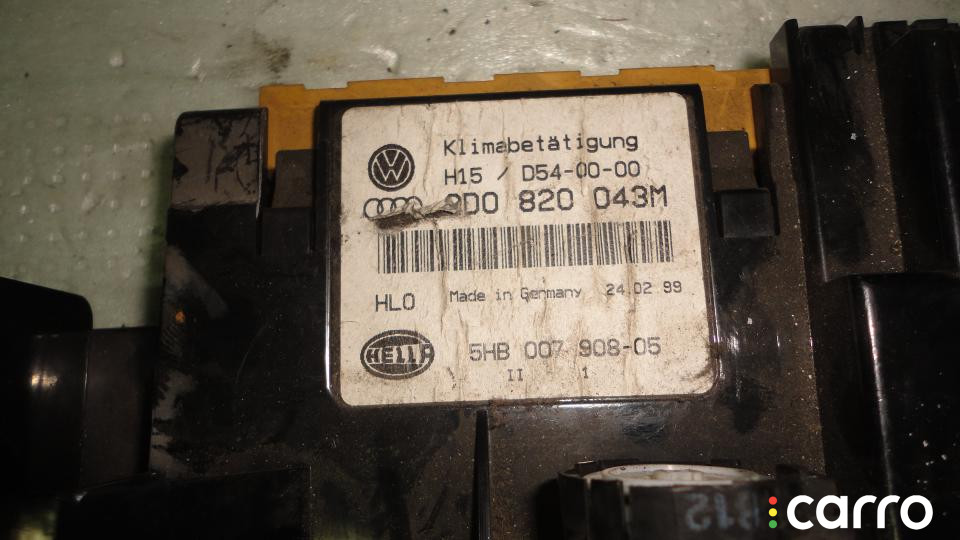 Klimabetätigung
H15 / D54-00-00
8D0 820 043M
HLO Made in Germany 24.02.99
HELLA
5HB 007 908-05
II 1
carro